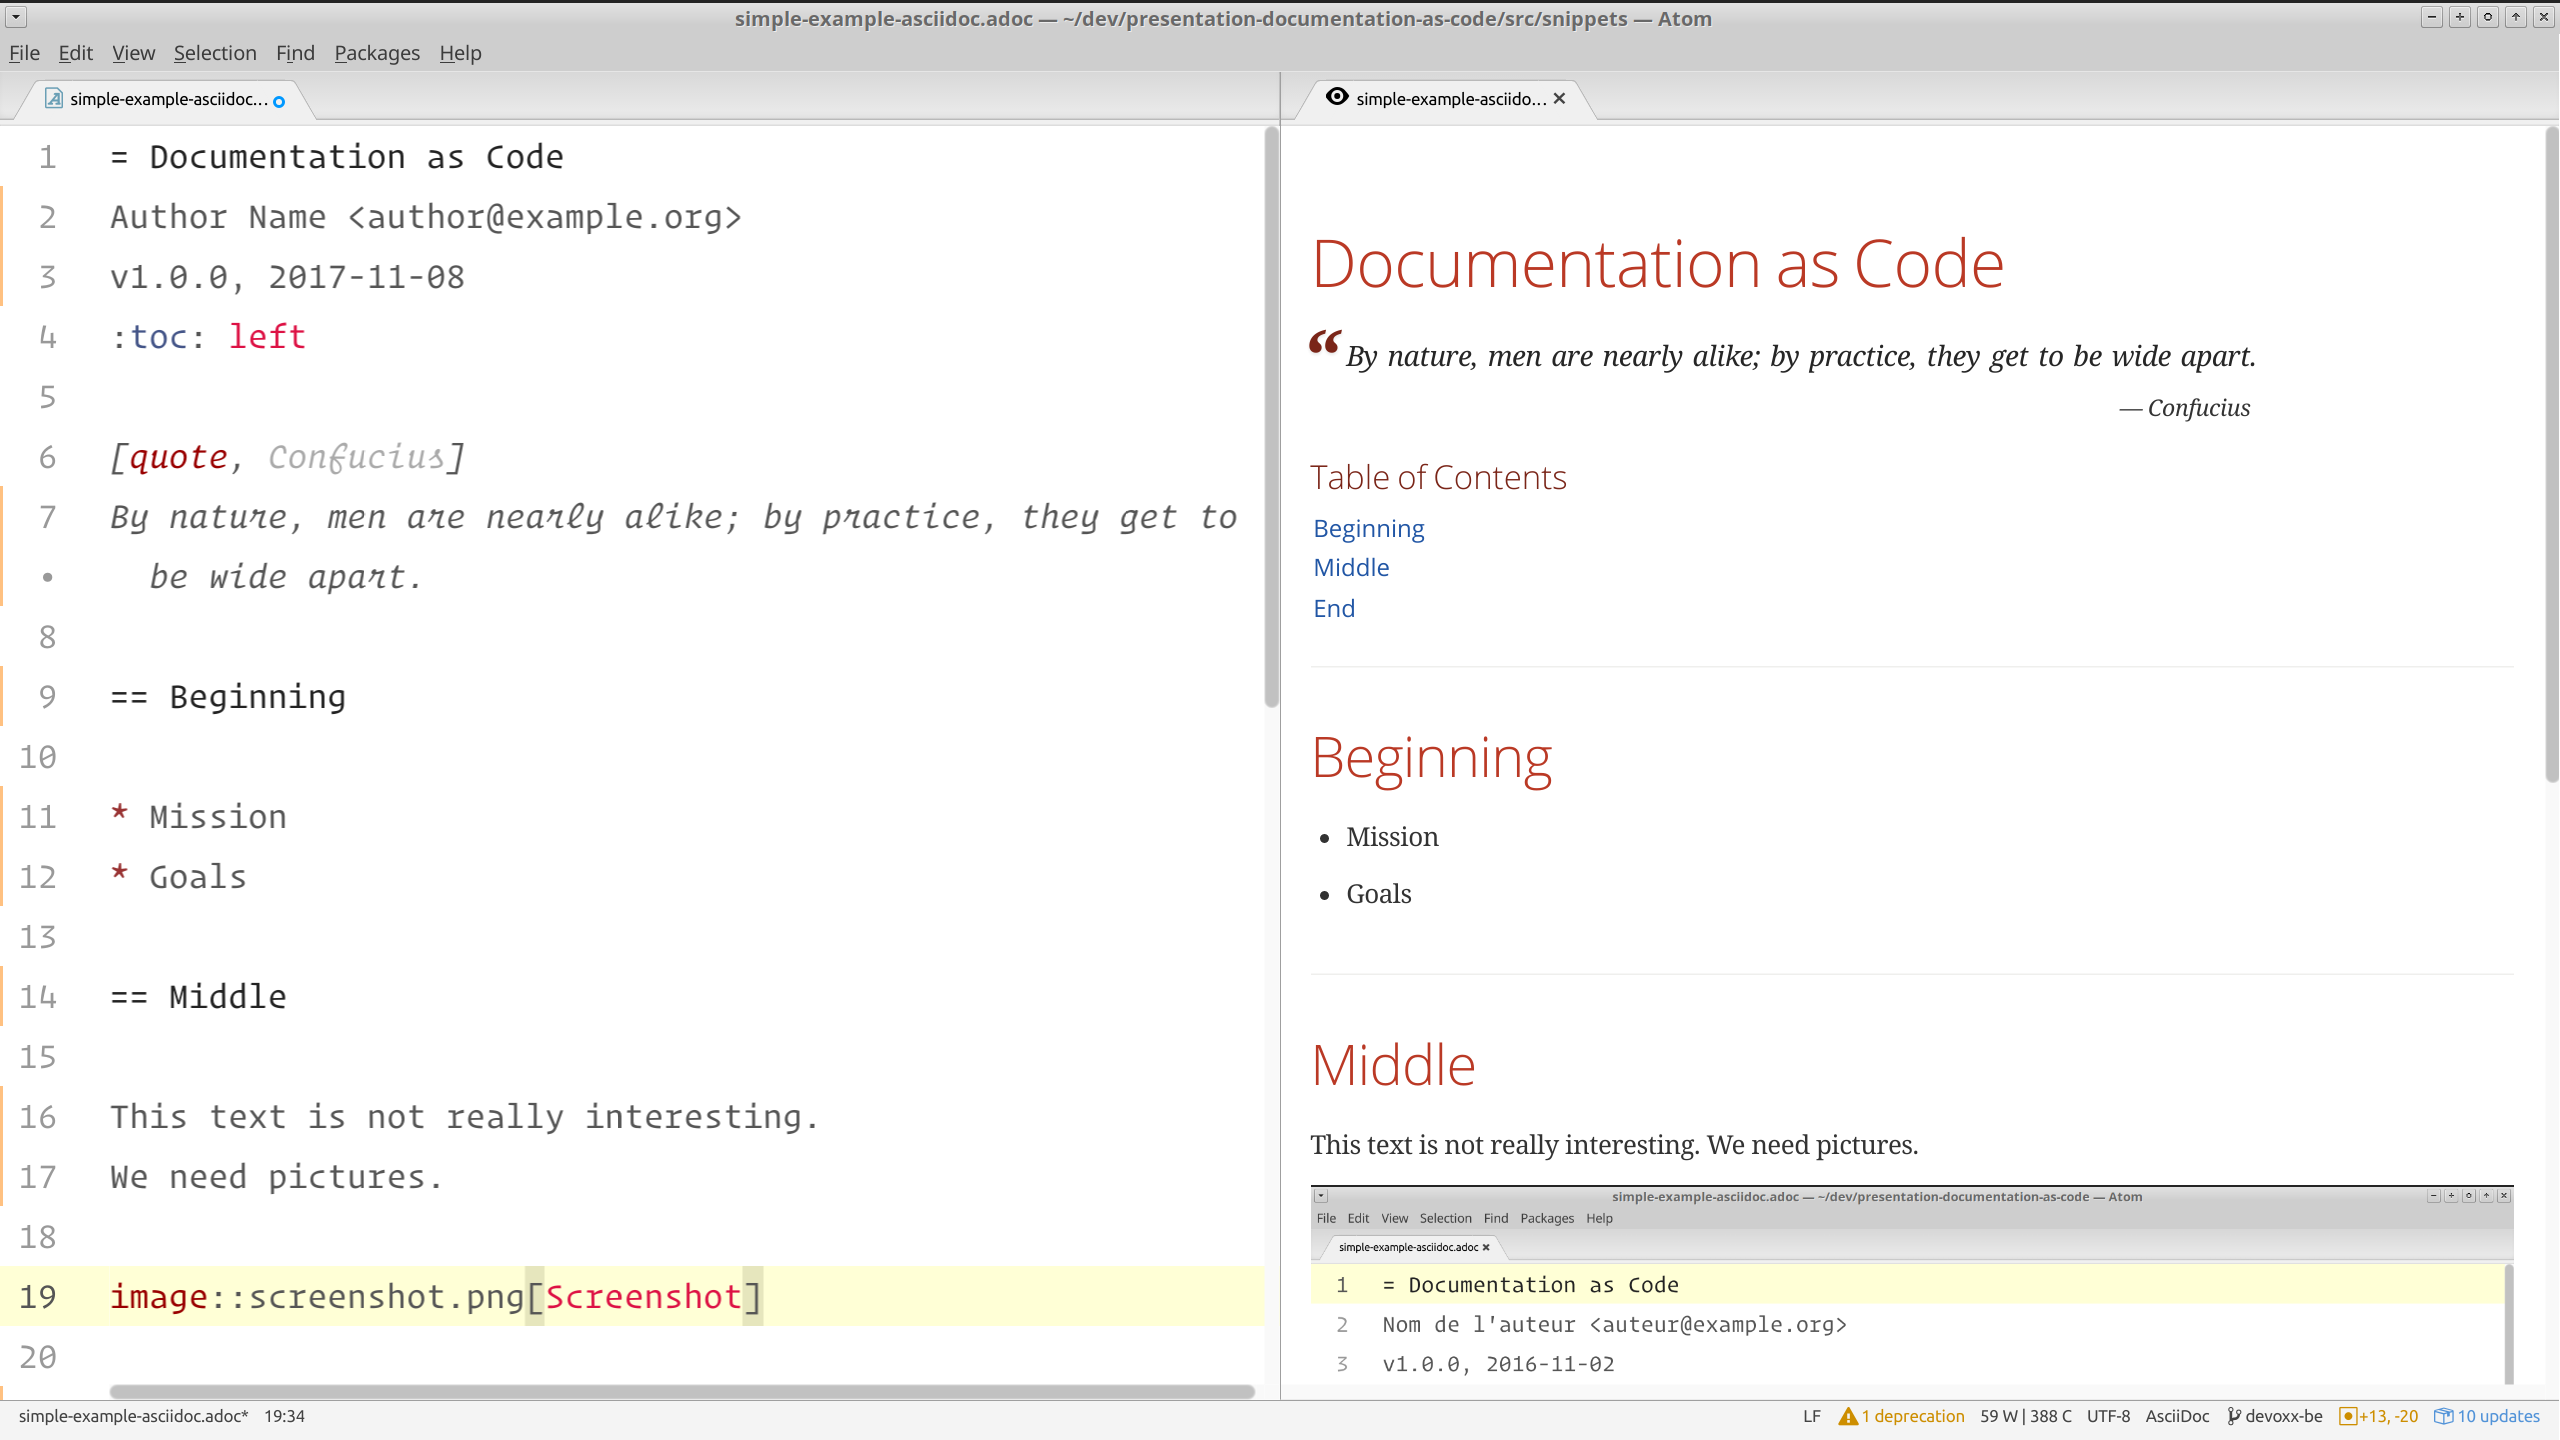 simple-example-asciidoc.adoc — ~/dev/presentation-documentation-as-code/src/snippets — Atom
File Edit View Selection Find Packages Help
simple-example-asciidoc...
1 = Documentation as Code
2 Author Name <author@example.org>
3 v1.0.0, 2017-11-08
4 :toc: left
5
6 [quote, Confucius]
7 By nature, men are nearly alike; by practice, they get to
• be wide apart.
8
9 == Beginning
10
11 * Mission
12 * Goals
13
14 == Middle
15
16 This text is not really interesting.
17 We need pictures.
18
19 image::screenshot.png[Screenshot]
20
simple-example-asciido...
Documentation as Code
“ By nature, men are nearly alike; by practice, they get to be wide apart.
— Confucius
Table of Contents
Beginning
Middle
End
Beginning
• Mission
• Goals
Middle
This text is not really interesting. We need pictures.
simple-example-asciidoc.adoc — ~/dev/presentation-documentation-as-code — Atom
File Edit View Selection Find Packages Help
simple-example-asciidoc.adoc
1 = Documentation as Code
2 Nom de l'auteur <auteur@example.org>
3 v1.0.0, 2016-11-02
simple-example-asciidoc.adoc* 19:34
LF 1 deprecation 59 W | 388 C UTF-8 AsciiDoc devoxx-be +13, -20 10 updates